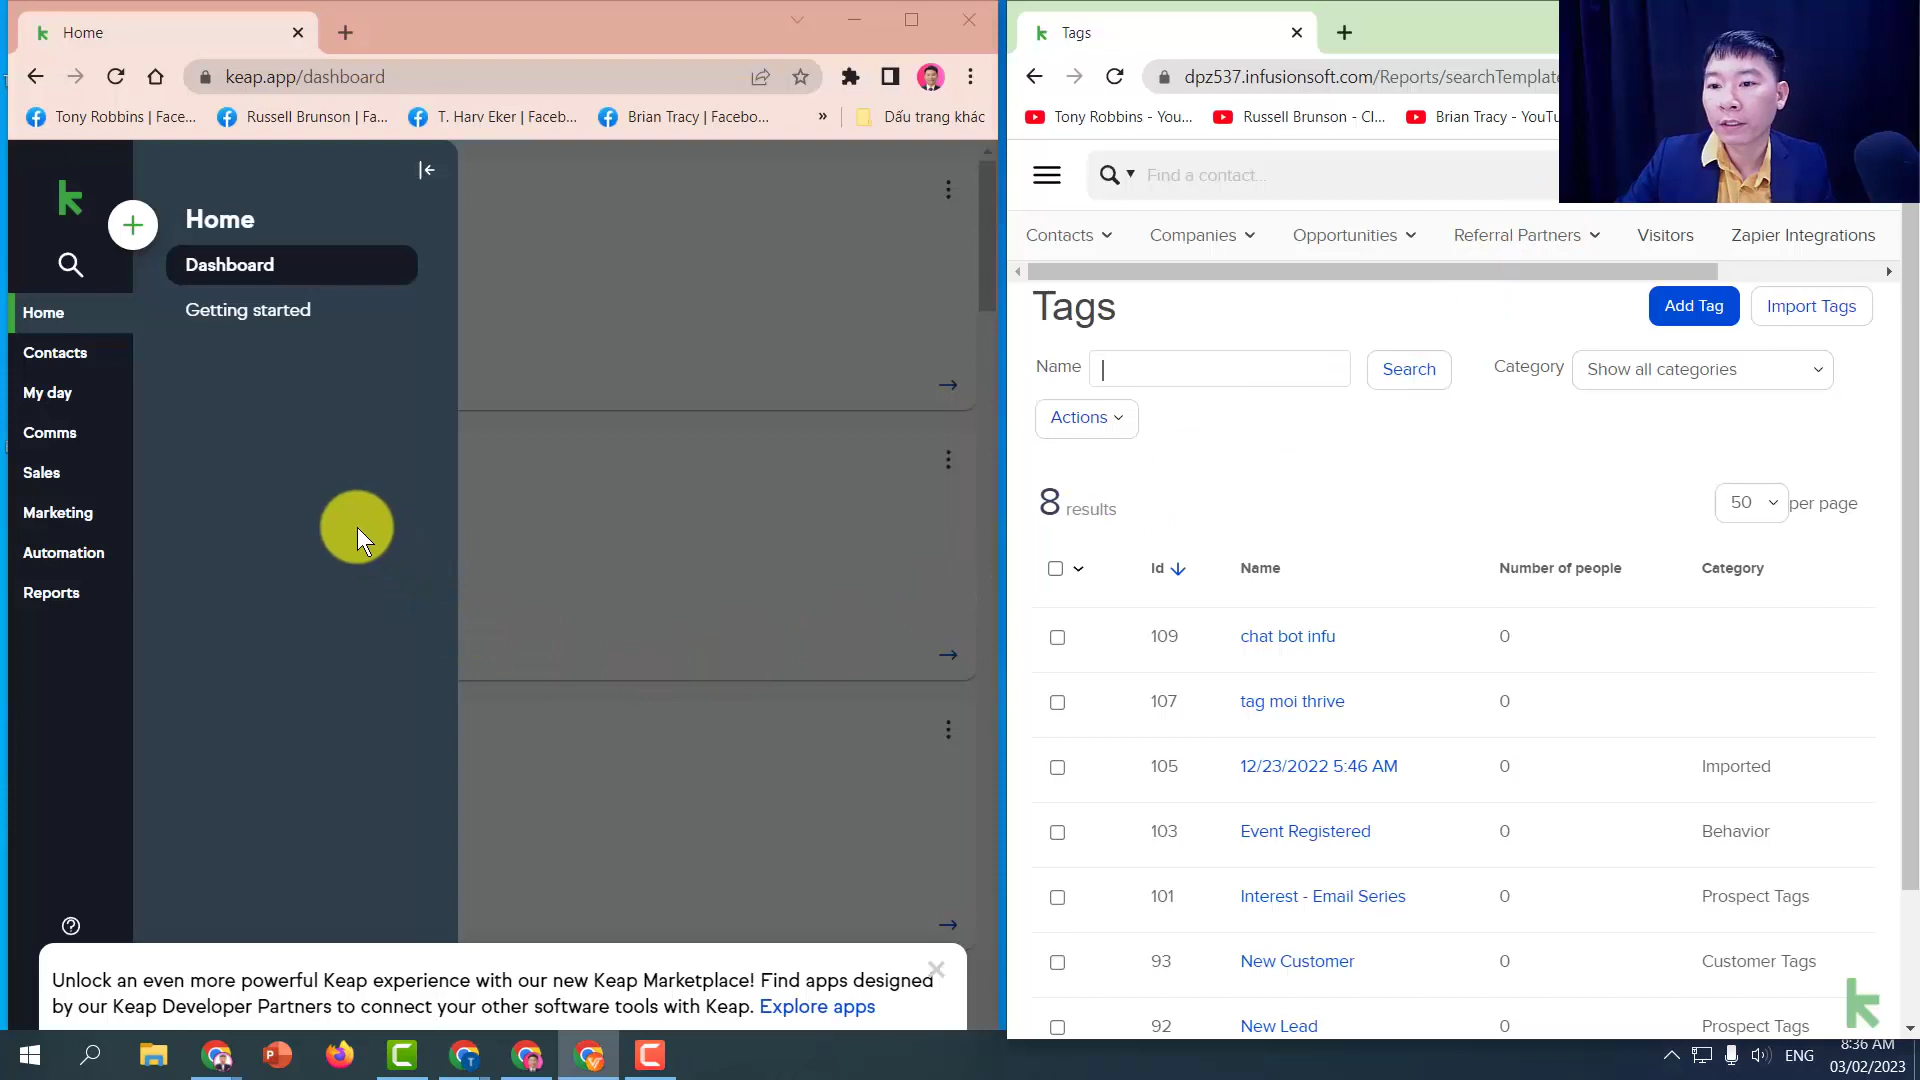 Home
keap.app/dashboard
Tony Robbins | Face...
Russell Brunson | Fa...
T. Harv Eker | Faceb...
Brian Tracy | Facebo...
»
Dấu trang khác
Home
Dashboard
Getting started
Home
Contacts
My day
Comms
Sales
Marketing
Automation
Reports
Unlock an even more powerful Keap experience with our new Keap Marketplace! Find apps designed
by our Keap Developer Partners to connect your other software tools with Keap. Explore apps
Tags
dpz537.infusionsoft.com/Reports/searchTemplate
Tony Robbins - You...
Russell Brunson - Cl...
Brian Tracy - YouTu
Find a contact...
Contacts
Companies
Opportunities
Referral Partners
Visitors
Zapier Integrations
Tags
Add Tag
Import Tags
Name
Search
Category
Show all categories
Actions
8 results
50
per page
Id
Name
Number of people
Category
109 chat bot infu 0
107 tag moi thrive 0
105 12/23/2022 5:46 AM 0 Imported
103 Event Registered 0 Behavior
101 Interest - Email Series 0 Prospect Tags
93 New Customer 0 Customer Tags
92 New Lead 0 Prospect Tags
ENG
8:36 AM
03/02/2023